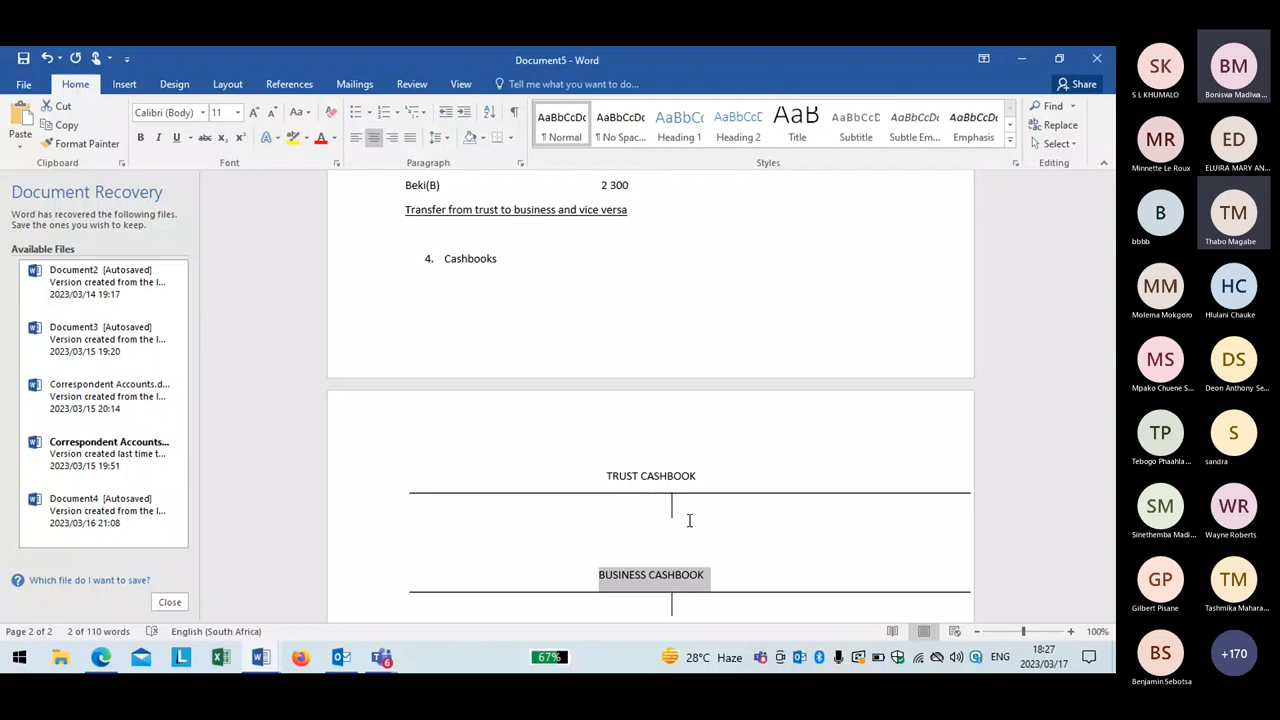 Document5 - Word
File Home Insert Design Layout References Mailings Review View Tell me what you want to do... Share
Paste
Cut
Copy
Format Painter
Clipboard
Calibri (Body) 11
Font
Paragraph
AaBbCcDc AaBbCcDc AaBbCc AaBbCcD AaB AaBbCcD AaBbCcDc AaBbCcDc
¶ Normal ¶ No Spac... Heading 1 Heading 2 Title Subtitle Subtle Em... Emphasis
Styles
Find
Replace
Select
Editing
Document Recovery
Word has recovered the following files.
Save the ones you wish to keep.
Available Files
Document2 [Autosaved]
Version created from the l...
2023/03/14 19:17
Document3 [Autosaved]
Version created from the l...
2023/03/15 19:20
Correspondent Accounts.d...
Version created from the l...
2023/03/15 20:14
Correspondent Accounts...
Version created last time t...
2023/03/15 19:51
Document4 [Autosaved]
Version created from the l...
2023/03/16 21:08
Which file do I want to save?
Close
Beki(B) 2 300
Transfer from trust to business and vice versa
4. Cashbooks
TRUST CASHBOOK
BUSINESS CASHBOOK
Page 2 of 2 2 of 110 words English (South Africa) 100%
67% 28°C Haze ENG 18:27
2023/03/17
6
SK BM
S L KHUMALO Boniswa Madlwa...
MR ED
Minnette Le Roux ELUIRA MARY AN...
B TM
bbbb Thabo Magabe
MM HC
Molema Mokgoro Hlulani Chauke
MS DS
Mpako Chuene S... Deon Anthony Se...
TP S
Tebogo Phaahla... sandra
SM WR
Sinethemba Madi... Wayne Roberts
GP TM
Gilbert Pisane Tashmika Mahara...
BS +170
Benjamin Sebotsa